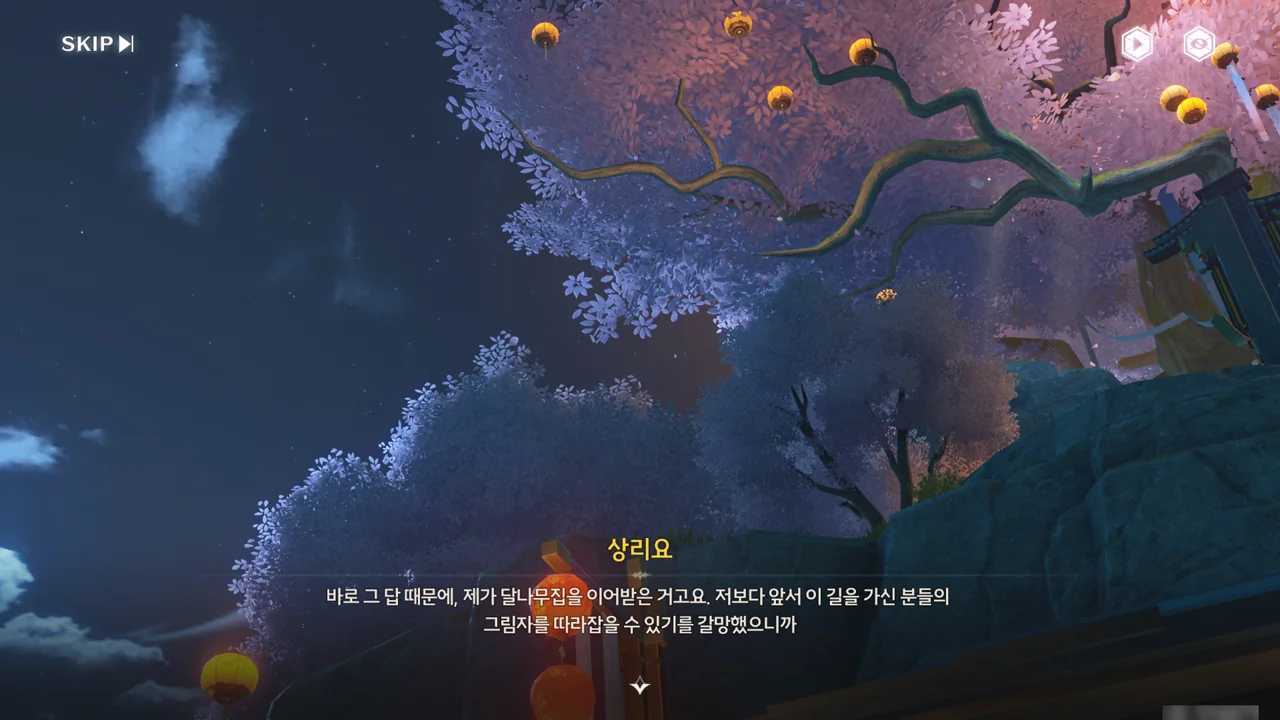 SKIP
상리요
바로 그 답 때문에, 제가 달나무집을 이어받은 거고요. 저보다 앞서 이 길을 가신 분들의
그림자를 따라잡을 수 있기를 갈망했으니까